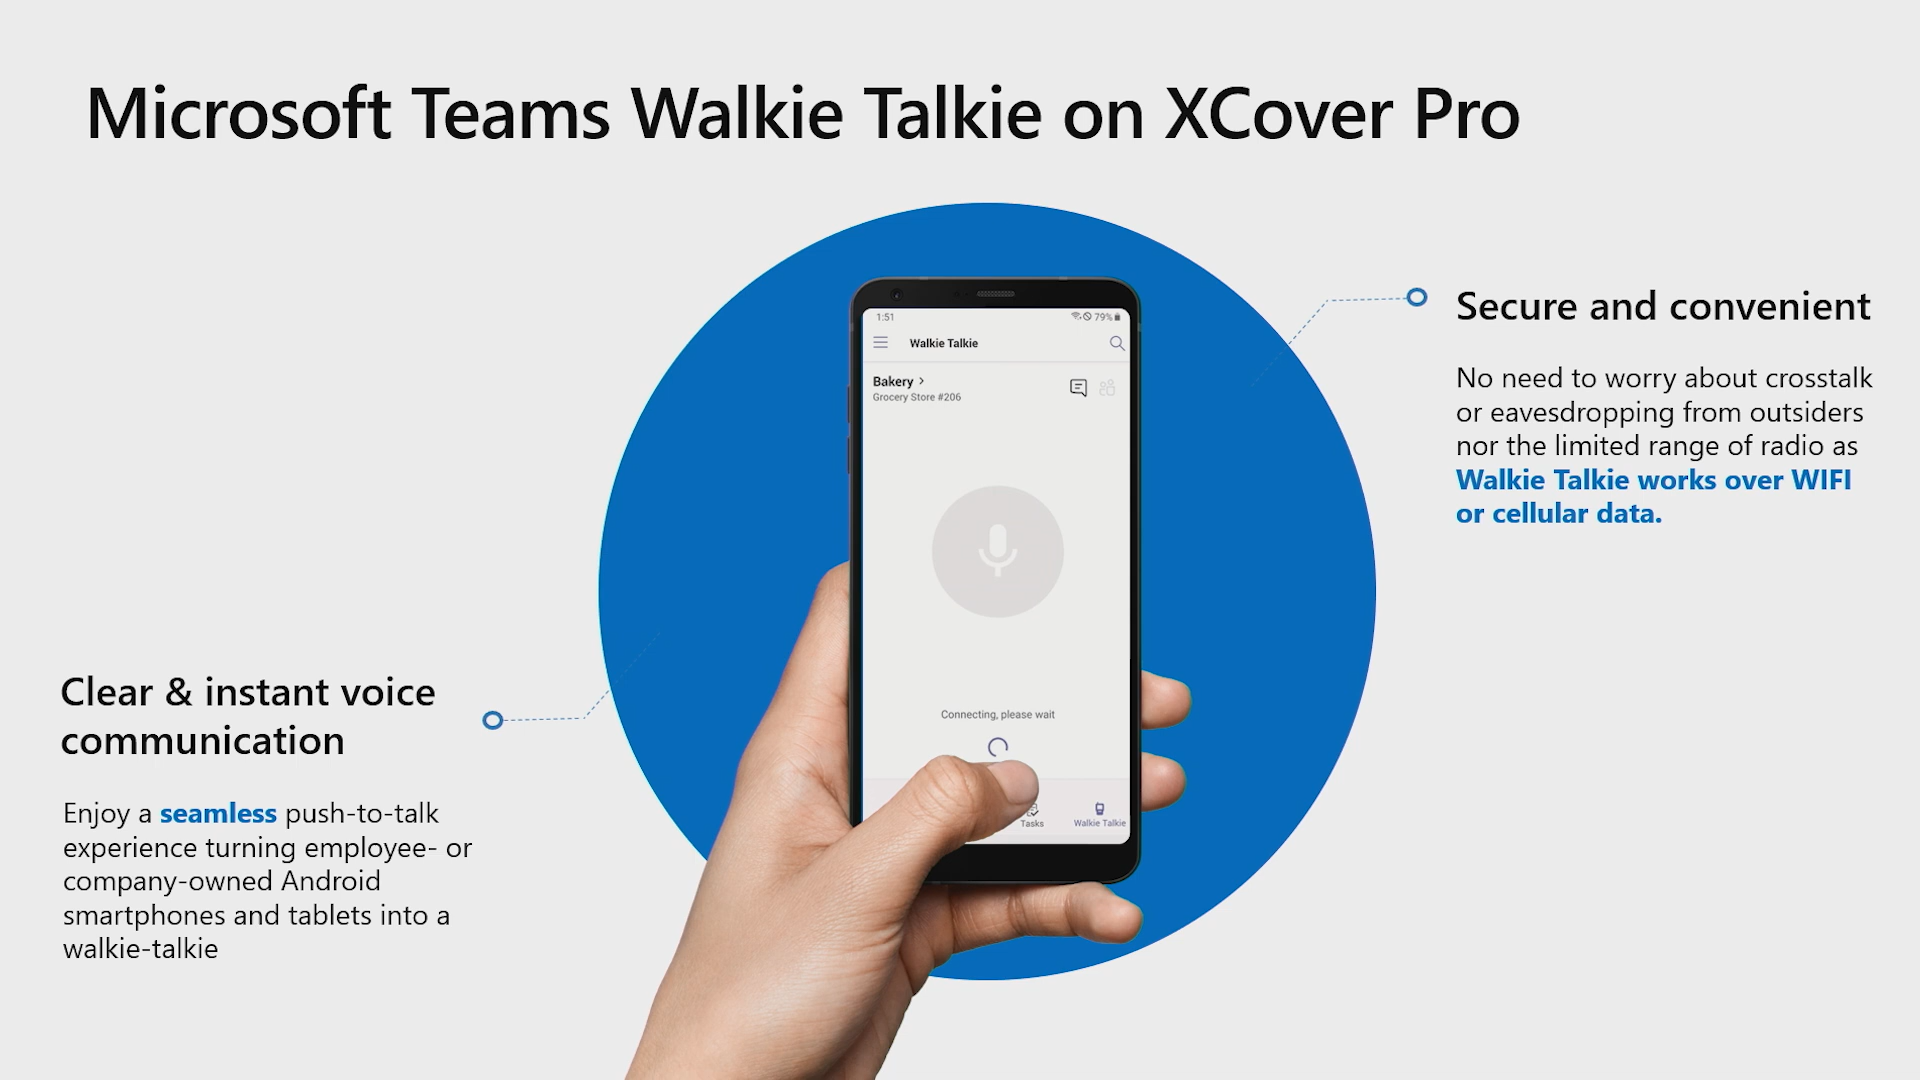 Microsoft Teams Walkie Talkie on XCover Pro
1:51
79%
Walkie Talkie
Bakery >
Grocery Store #206
Connecting, please wait
Tasks
Walkie Talkie
Secure and convenient
No need to worry about crosstalk
or eavesdropping from outsiders
nor the limited range of radio as
Walkie Talkie works over WIFI
or cellular data.
Clear & instant voice
communication
Enjoy a seamless push-to-talk
experience turning employee- or
company-owned Android
smartphones and tablets into a
walkie-talkie